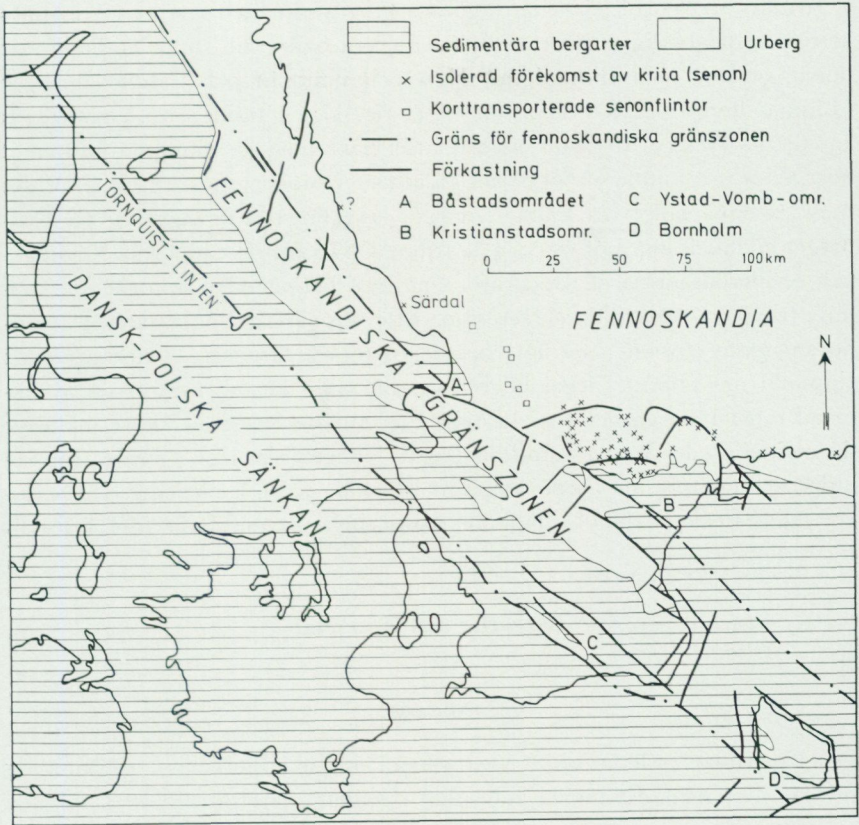 Sedimentära bergarter Urberg
× Isolerad förekomst av krita (senon)
□ Korttransporterade senonflintor
Gräns för fennoskandiska gränszonen
Förkastning
A Båstadsområdet C Ystad-Vomb-omr.
B Kristianstadsomr. D Bornholm
0 25 50 75 100 km
×?
FENNOSKANDISKA GRÄNSZONEN
TORNQUIST-LINJEN
DANSK-POLSKA SÄNKAN
× Särdal
FENNOSKANDIA
N
A
B
C
D